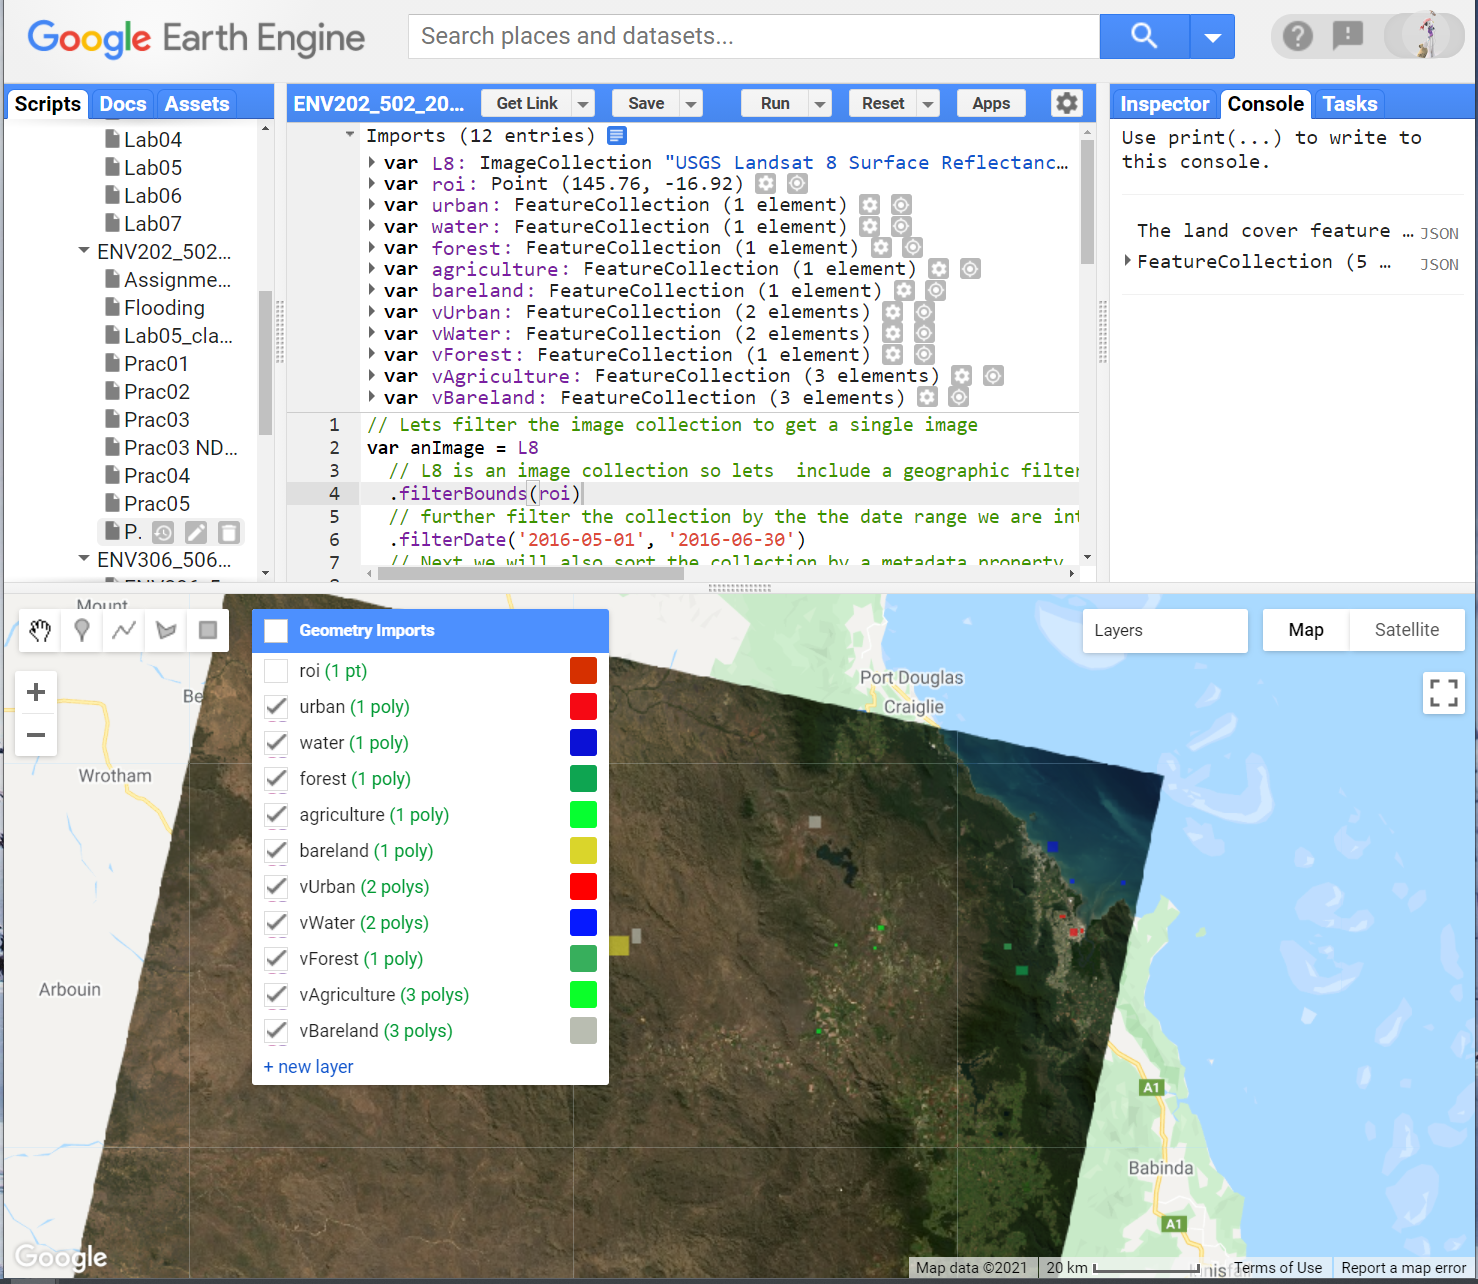 Google Earth Engine
Search places and datasets...
Scripts Docs Assets
Lab04
Lab05
Lab06
Lab07
ENV202_502...
Assignme...
Flooding
Lab05_cla...
Prac01
Prac02
Prac03
Prac03 ND...
Prac04
Prac05
P.
ENV306_506...
ENV202_502_20...
Get Link Save Run Reset Apps
Imports (12 entries)
var L8: ImageCollection "USGS Landsat 8 Surface Reflectanc…
var roi: Point (145.76, -16.92)
var urban: FeatureCollection (1 element)
var water: FeatureCollection (1 element)
var forest: FeatureCollection (1 element)
var agriculture: FeatureCollection (1 element)
var bareland: FeatureCollection (1 element)
var vUrban: FeatureCollection (2 elements)
var vWater: FeatureCollection (2 elements)
var vForest: FeatureCollection (1 element)
var vAgriculture: FeatureCollection (3 elements)
var vBareland: FeatureCollection (3 elements)
1 // Lets filter the image collection to get a single image
2 var anImage = L8
3 // L8 is an image collection so lets  include a geographic filter
4 .filterBounds(roi)
5 // further filter the collection by the the date range we are int
6 .filterDate('2016-05-01', '2016-06-30')
7 // Next we will also sort the collection by a metadata property
Inspector Console Tasks
Use print(...) to write to
this console.
The land cover feature … JSON
FeatureCollection (5 … JSON
Geometry Imports
roi (1 pt)
urban (1 poly)
water (1 poly)
forest (1 poly)
agriculture (1 poly)
bareland (1 poly)
vUrban (2 polys)
vWater (2 polys)
vForest (1 poly)
vAgriculture (3 polys)
vBareland (3 polys)
+ new layer
Layers
Map Satellite
+
−
Mount
Be
Wrotham
Arbouin
Port Douglas
Craiglie
A1
Babinda
A1
Google
Map data ©2021 20 km Terms of Use Report a map error